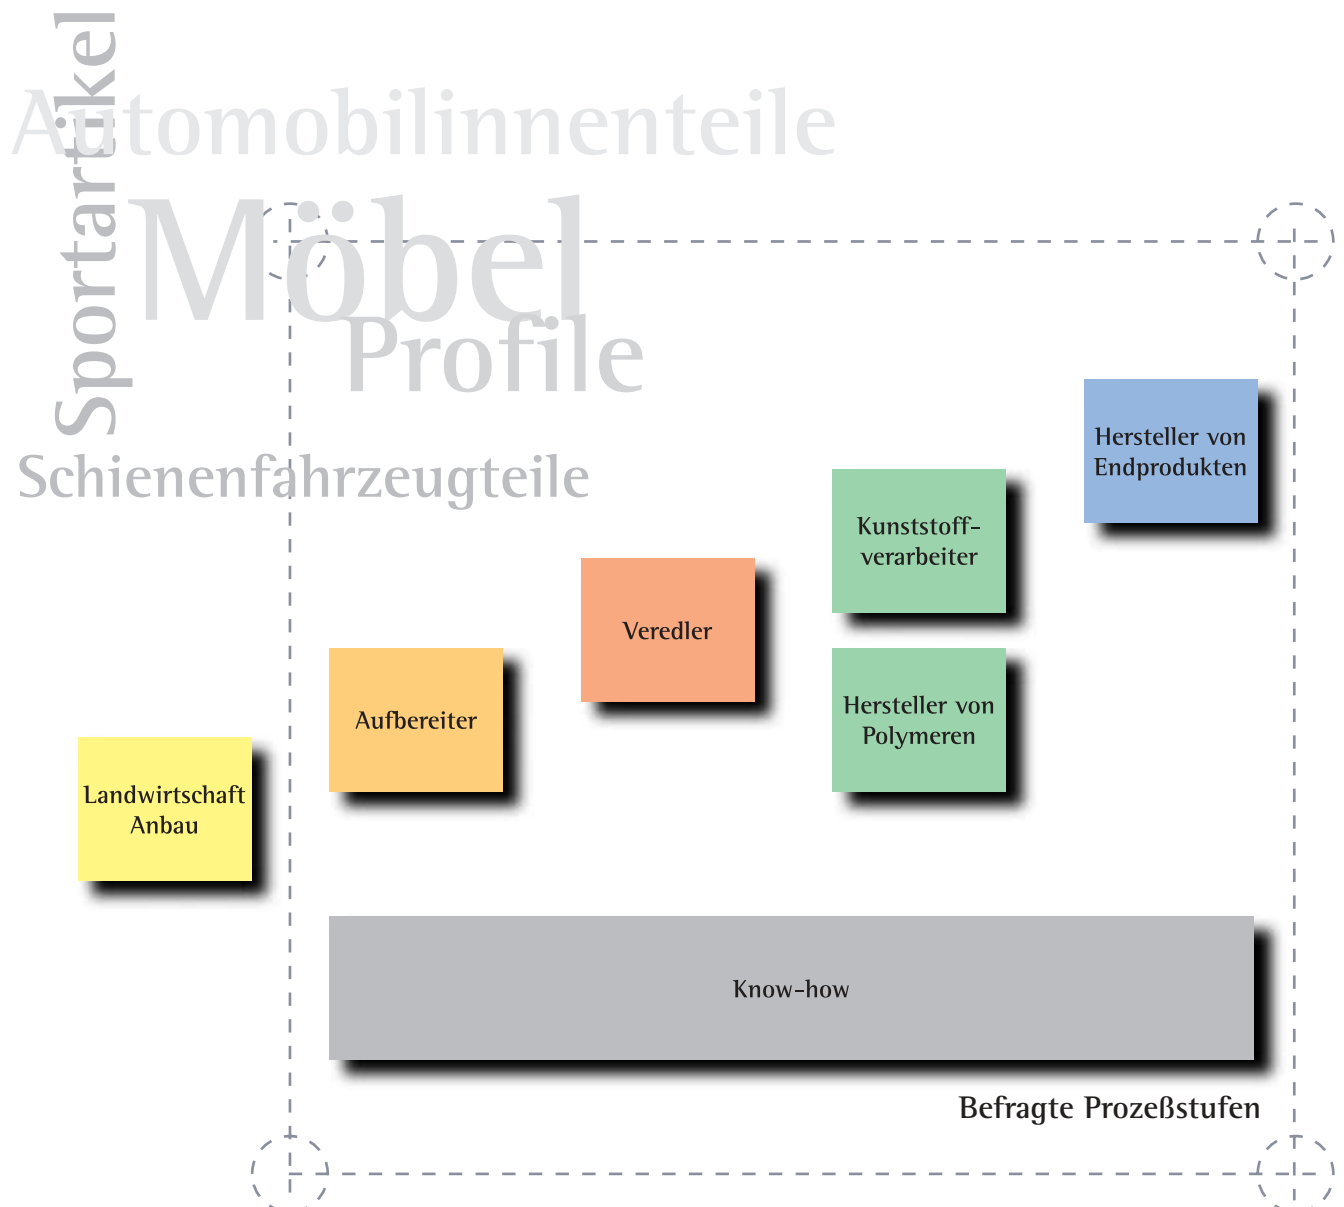 Sportartikel
Automobilinnenteile
Möbel
Profile
Schienenfahrzeugteile
Hersteller von
Endprodukten
Kunststoff-
verarbeiter
Veredler
Hersteller von
Polymeren
Aufbereiter
Landwirtschaft
Anbau
Know-how
Befragte Prozeßstufen